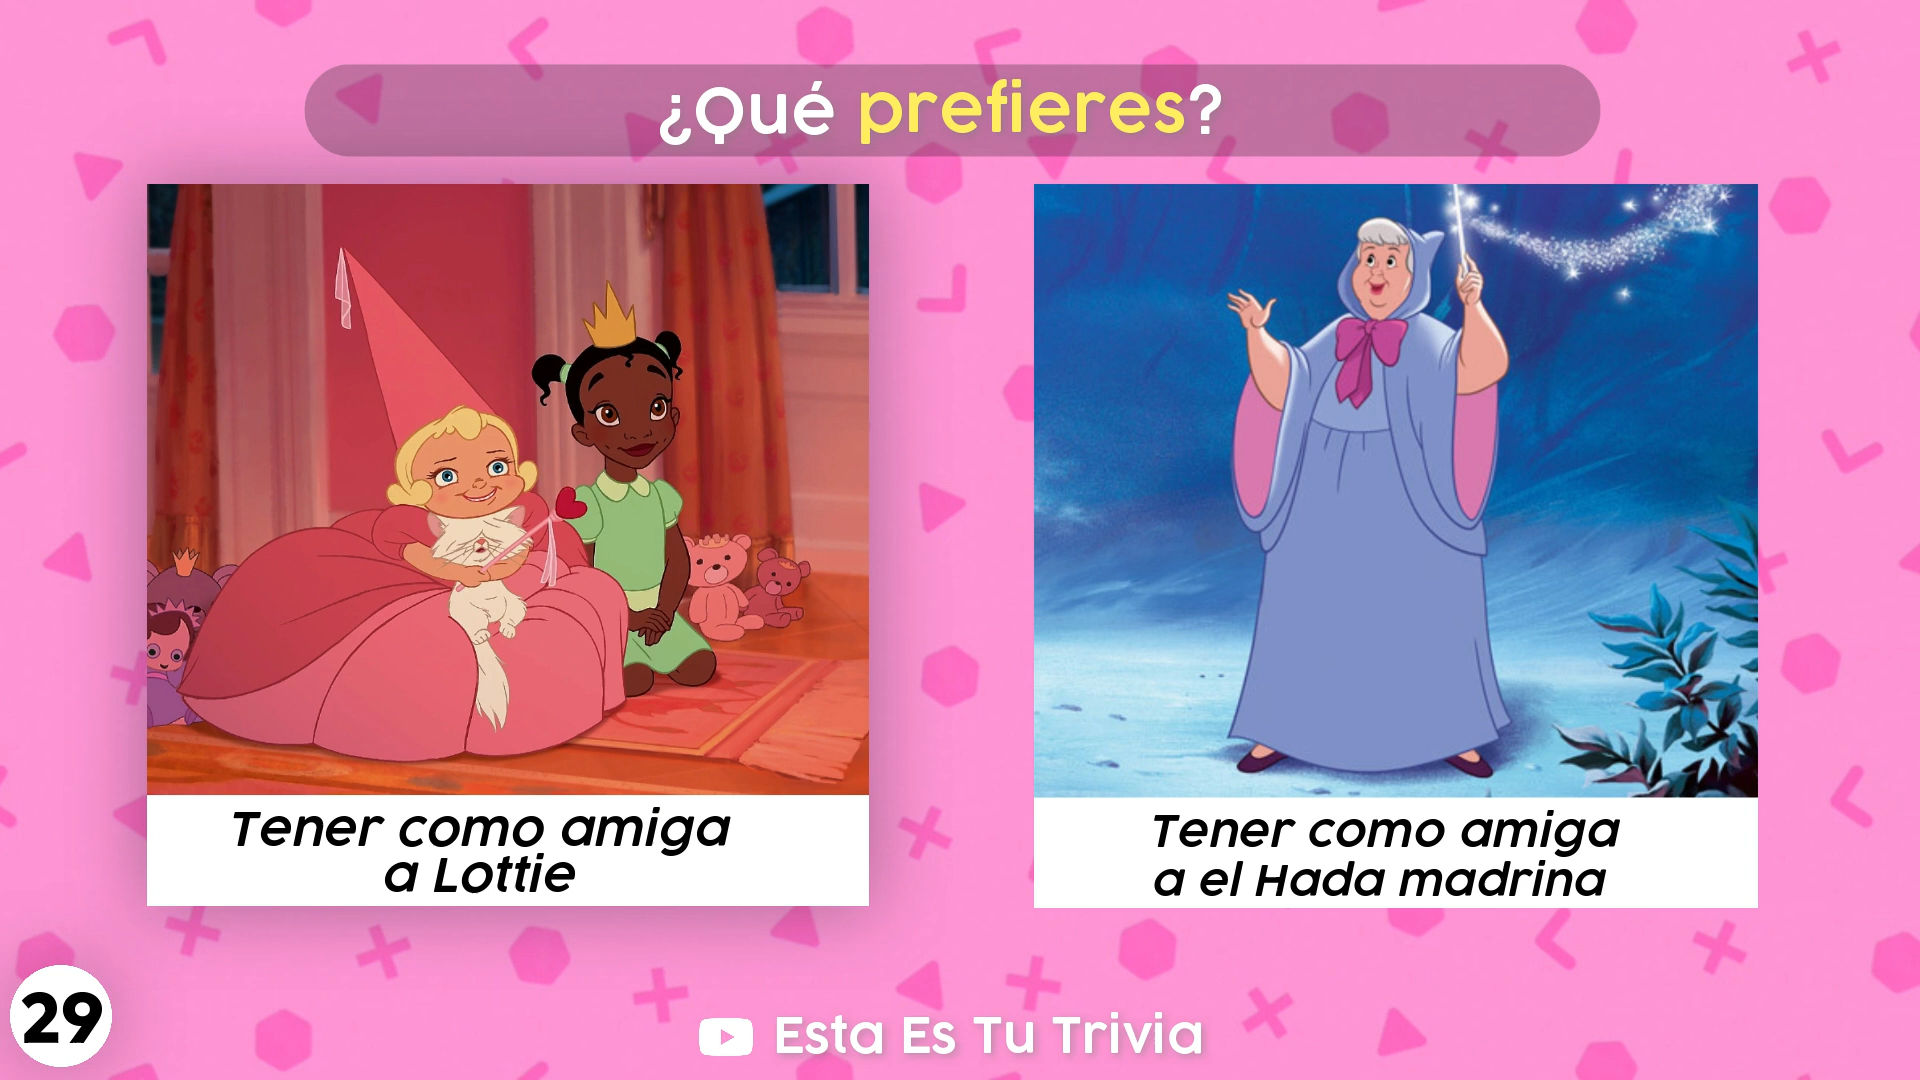 ¿Qué prefieres?
Tener como amiga
a Lottie
Tener como amiga
a el Hada madrina
29
Esta Es Tu Trivia